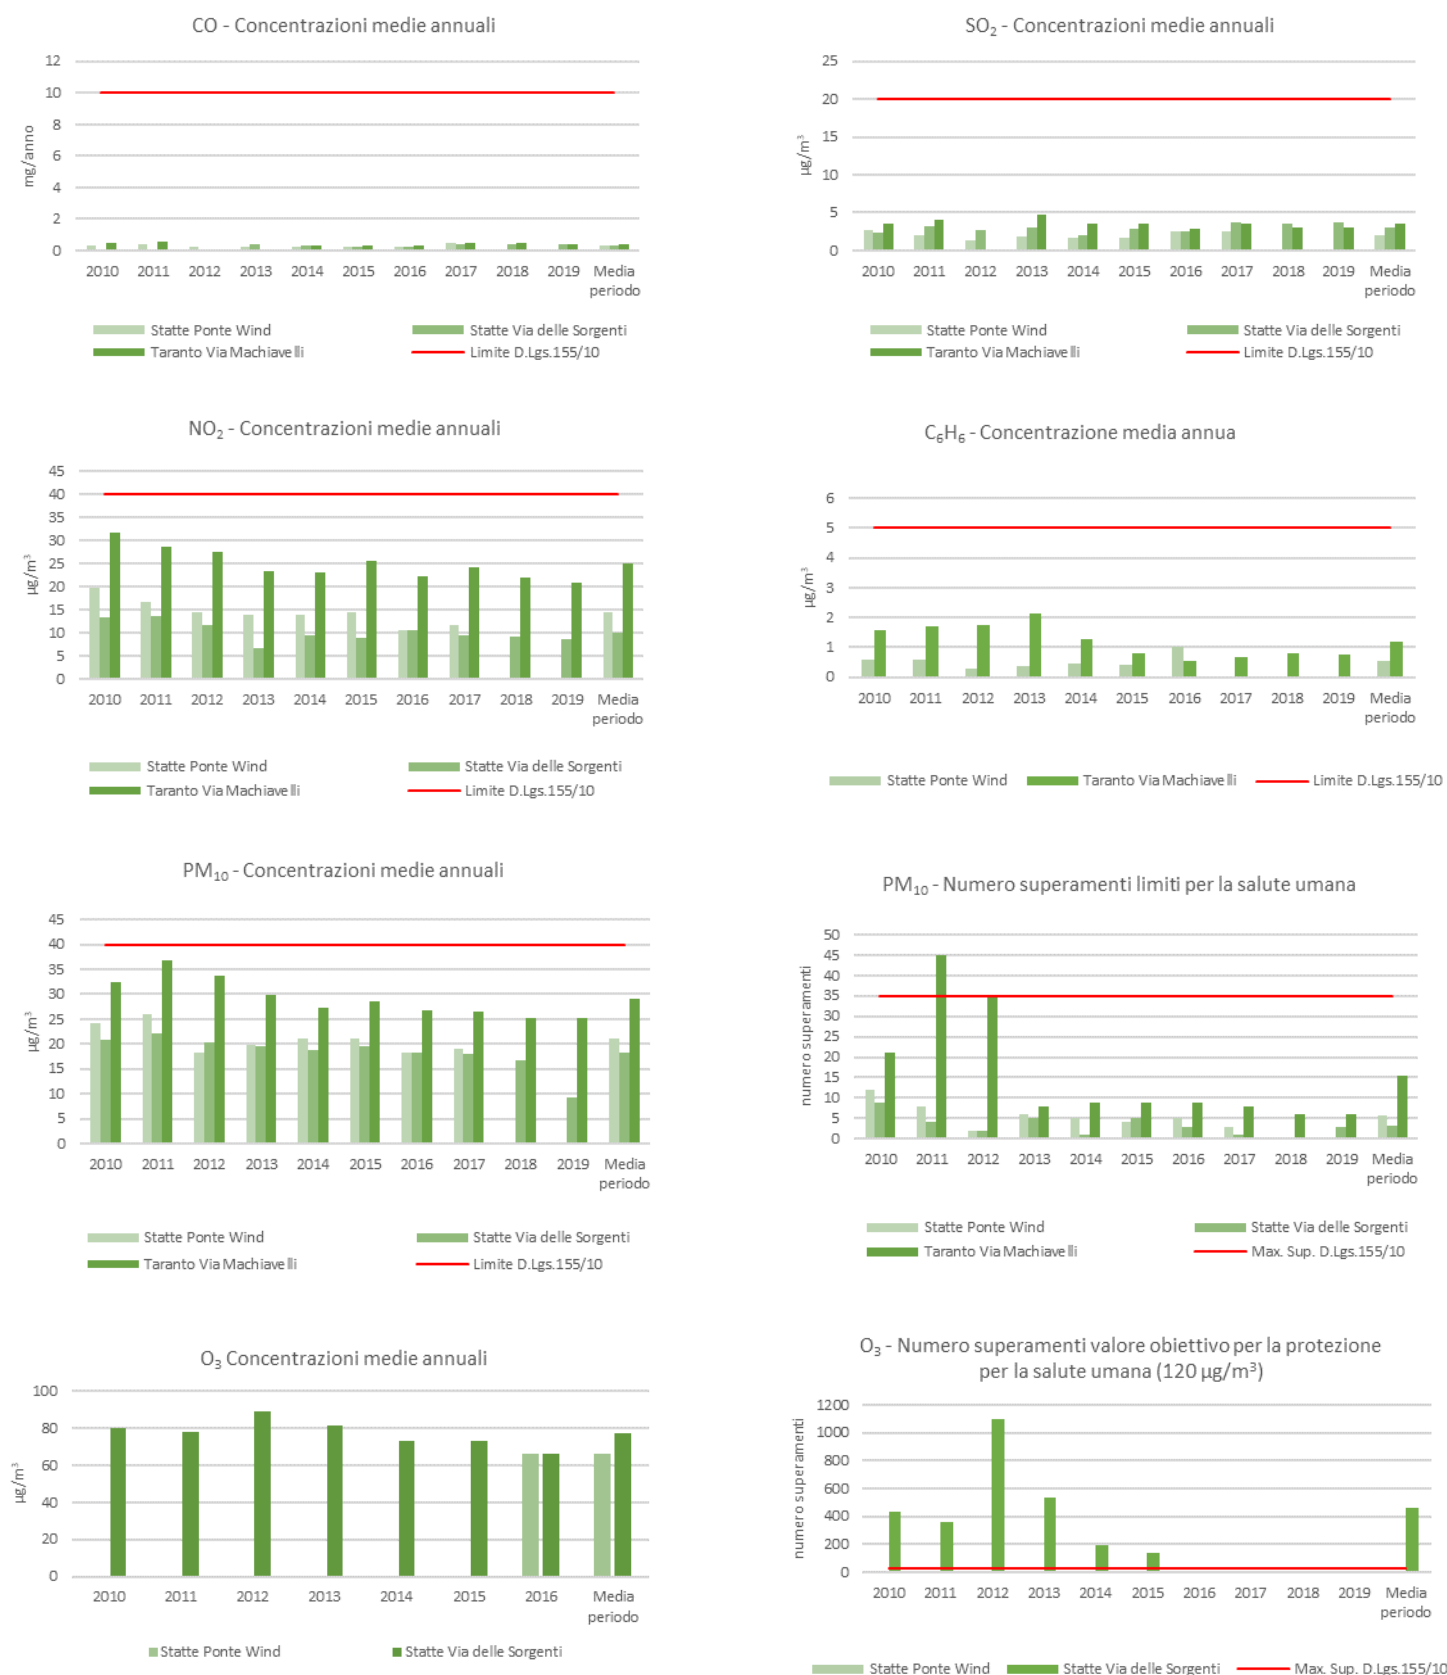 CO - Concentrazioni medie annuali
12
10
8
6
4
2
0
mg/anno
2010 2011 2012 2013 2014 2015 2016 2017 2018 2019 Media periodo
Statte Ponte Wind Statte Via delle Sorgenti
Taranto Via Machiavelli Limite D.Lgs.155/10
SO₂ - Concentrazioni medie annuali
25
20
15
10
5
0
µg/m³
2010 2011 2012 2013 2014 2015 2016 2017 2018 2019 Media periodo
Statte Ponte Wind Statte Via delle Sorgenti
Taranto Via Machiavelli Limite D.Lgs.155/10
NO₂ - Concentrazioni medie annuali
45
40
35
30
25
20
15
10
5
0
µg/m³
2010 2011 2012 2013 2014 2015 2016 2017 2018 2019 Media periodo
Statte Ponte Wind Statte Via delle Sorgenti
Taranto Via Machiavelli Limite D.Lgs.155/10
C₆H₆ - Concentrazione media annua
6
5
4
3
2
1
0
µg/m³
2010 2011 2012 2013 2014 2015 2016 2017 2018 2019 Media periodo
Statte Ponte Wind Taranto Via Machiavelli Limite D.Lgs.155/10
PM₁₀ - Concentrazioni medie annuali
45
40
35
30
25
20
15
10
5
0
µg/m³
2010 2011 2012 2013 2014 2015 2016 2017 2018 2019 Media periodo
Statte Ponte Wind Statte Via delle Sorgenti
Taranto Via Machiavelli Limite D.Lgs.155/10
PM₁₀ - Numero superamenti limiti per la salute umana
50
45
40
35
30
25
20
15
10
5
0
numero superamenti
2010 2011 2012 2013 2014 2015 2016 2017 2018 2019 Media periodo
Statte Ponte Wind Statte Via delle Sorgenti
Taranto Via Machiavelli Max. Sup. D.Lgs.155/10
O₃ Concentrazioni medie annuali
100
80
60
40
20
0
µg/m³
2010 2011 2012 2013 2014 2015 2016 Media periodo
Statte Ponte Wind Statte Via delle Sorgenti
O₃ - Numero superamenti valore obiettivo per la protezione
per la salute umana (120 µg/m³)
1200
1000
800
600
400
200
0
numero superamenti
2010 2011 2012 2013 2014 2015 2016 2017 2018 2019 Media periodo
Statte Ponte Wind Statte Via delle Sorgenti Max. Sup. D.Lgs.155/10